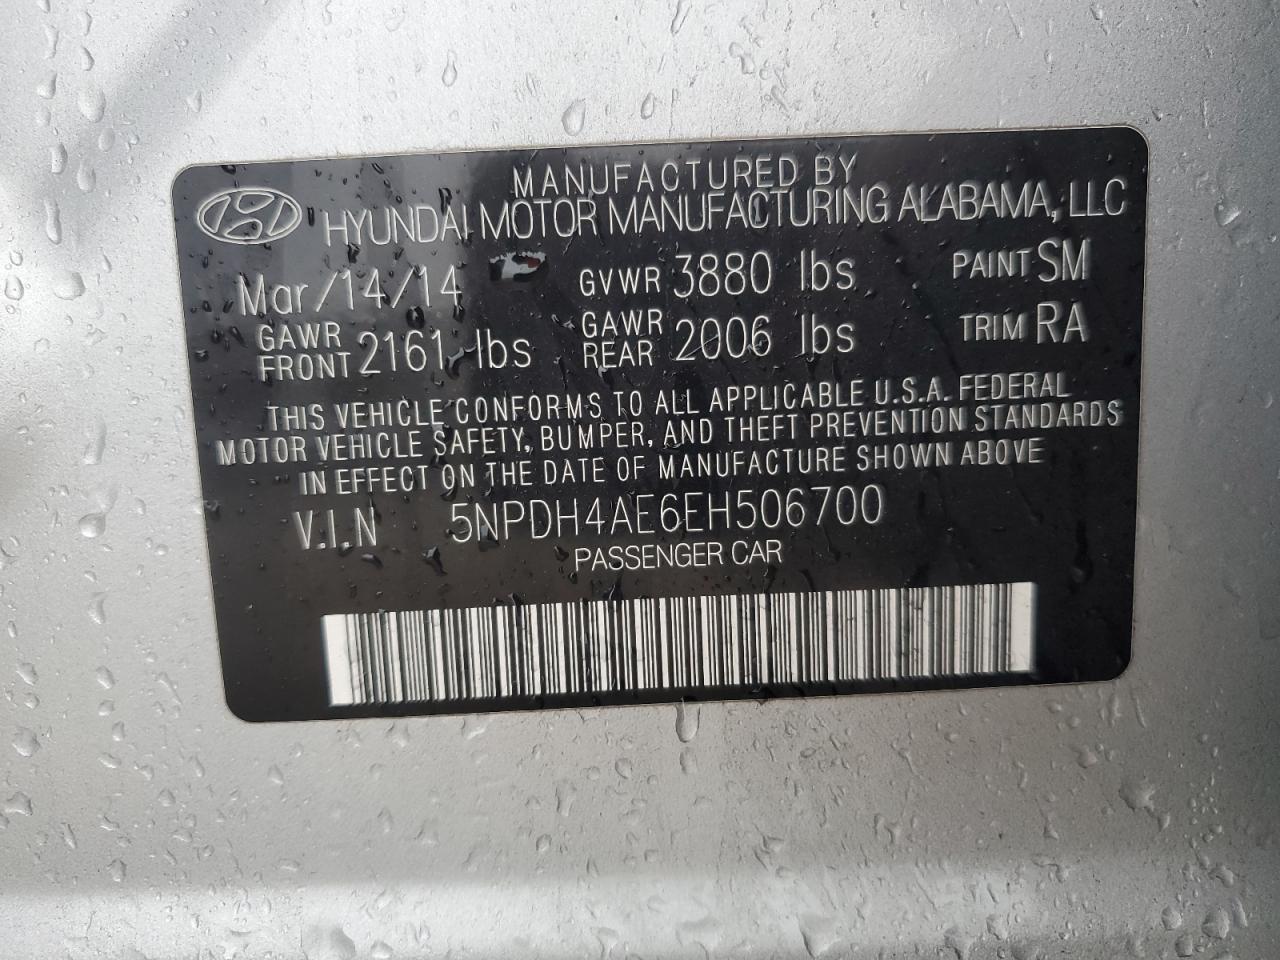 MANUFACTURED BY
HYUNDAI MOTOR MANUFACTURING ALABAMA, LLC
Mar/14/14 GVWR 3880 lbs PAINT SM
GAWR FRONT 2161 lbs GAWR REAR 2006 lbs TRIM RA
THIS VEHICLE CONFORMS TO ALL APPLICABLE U.S.A. FEDERAL
MOTOR VEHICLE SAFETY, BUMPER, AND THEFT PREVENTION STANDARDS
IN EFFECT ON THE DATE OF MANUFACTURE SHOWN ABOVE
V.I.N 5NPDH4AE6EH506700
PASSENGER CAR